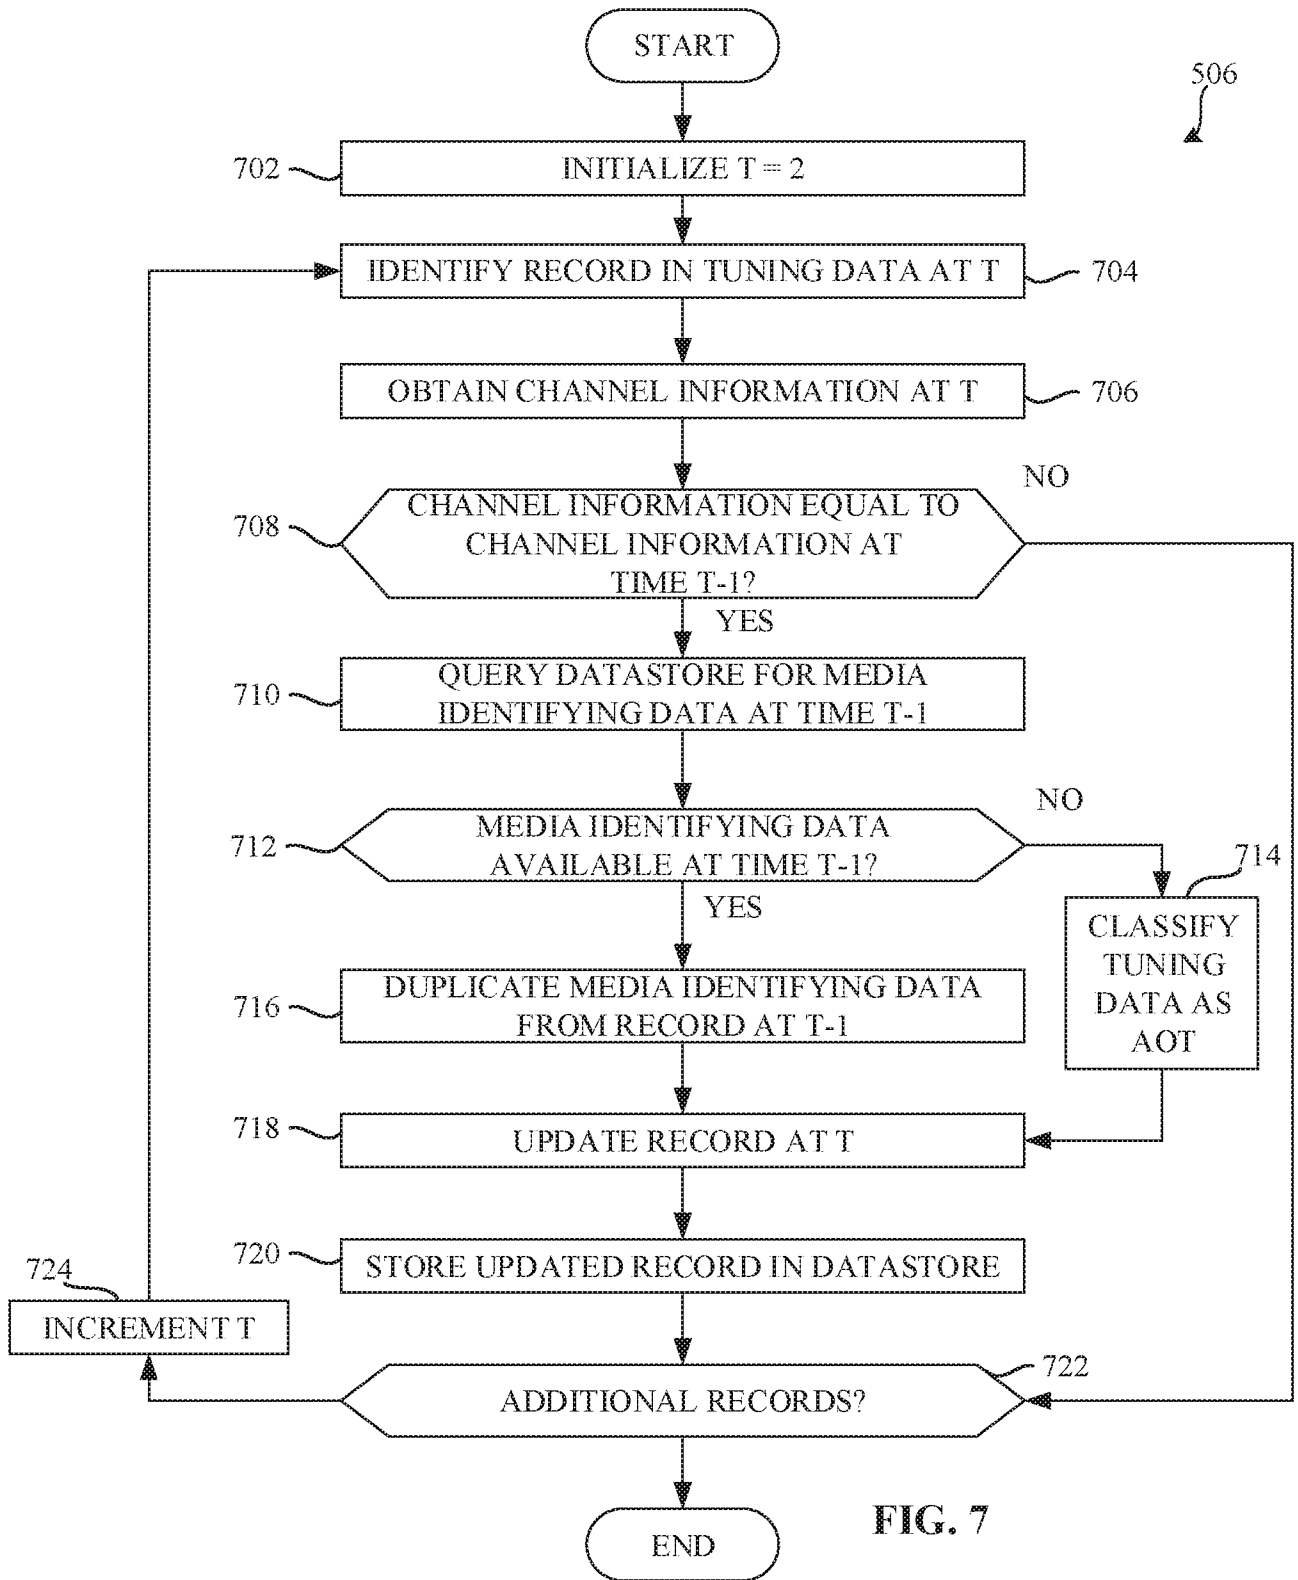 START
506
702
INITIALIZE T = 2
IDENTIFY RECORD IN TUNING DATA AT T
704
OBTAIN CHANNEL INFORMATION AT T
706
NO
708
CHANNEL INFORMATION EQUAL TO
CHANNEL INFORMATION AT
TIME T-1?
YES
710
QUERY DATASTORE FOR MEDIA
IDENTIFYING DATA AT TIME T-1
NO
712
MEDIA IDENTIFYING DATA
AVAILABLE AT TIME T-1?
714
YES
CLASSIFY
TUNING
DATA AS
AOT
716
DUPLICATE MEDIA IDENTIFYING DATA
FROM RECORD AT T-1
718
UPDATE RECORD AT T
720
STORE UPDATED RECORD IN DATASTORE
724
INCREMENT T
722
ADDITIONAL RECORDS?
FIG. 7
END